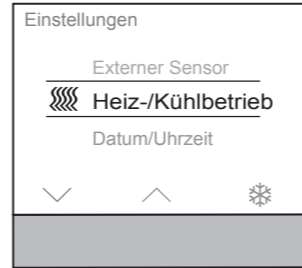 Einstellungen
Externer Sensor
Heiz-/Kühlbetrieb
Datum/Uhrzeit